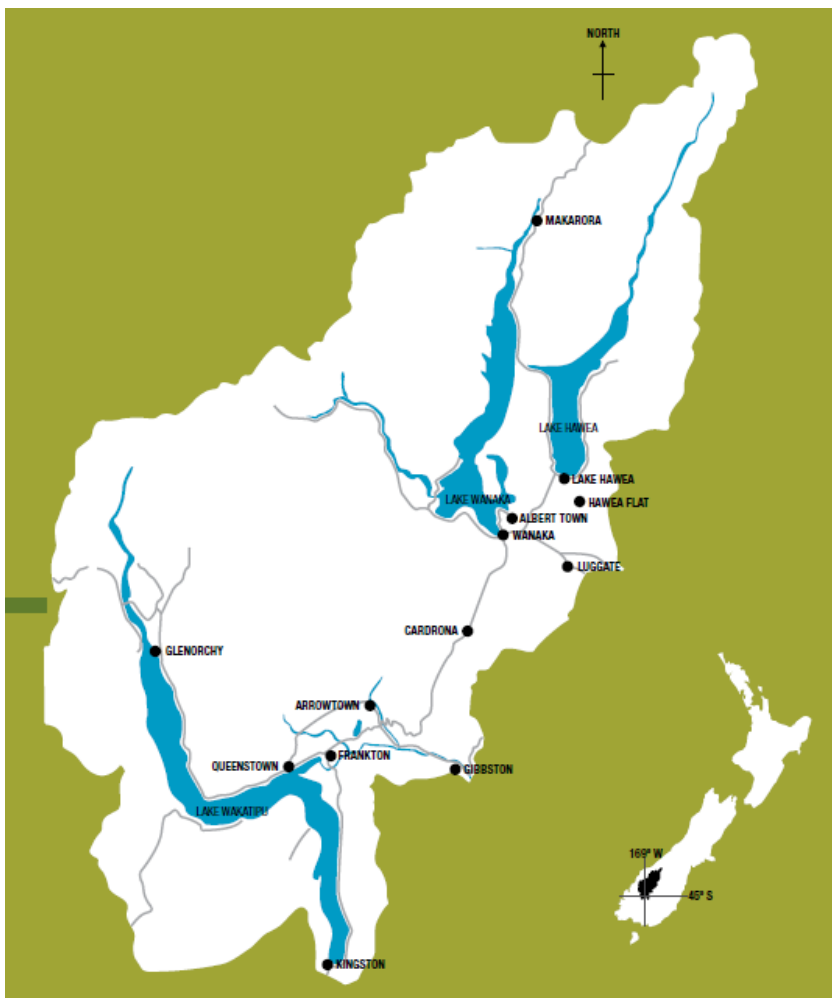 NORTH
MAKARORA
LAKE HAWEA
LAKE HAWEA
LAKE WANAKA
HAWEA FLAT
ALBERT TOWN
WANAKA
LUGGATE
CARDRONA
GLENORCHY
ARROWTOWN
FRANKTON
QUEENSTOWN
GIBBSTON
LAKE WAKATIPU
169° W
45° S
KINGSTON